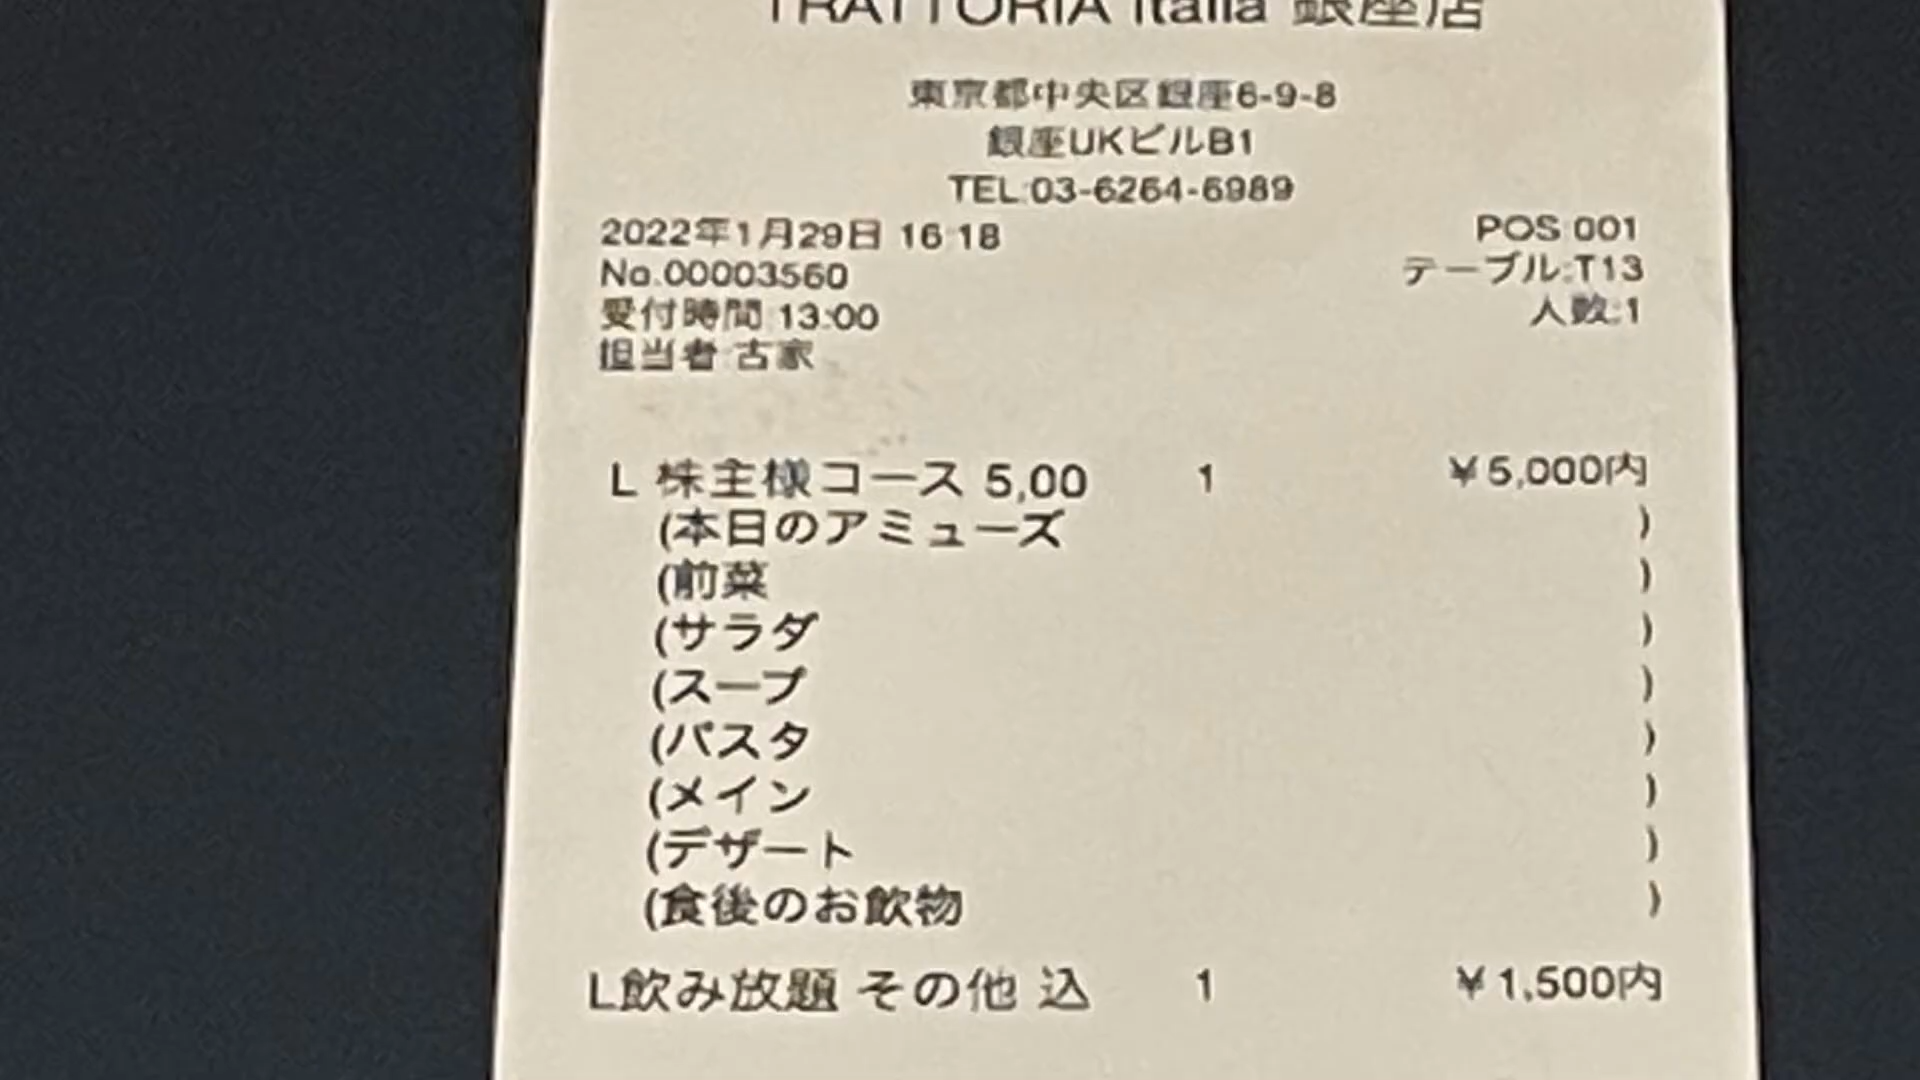 TRATTORIA Italia 銀座店
東京都中央区銀座6-9-8
銀座UKビルB1
TEL:03-6264-6989
2022年1月29日 16:18 POS:001
No.00003560 テーブル:T13
受付時間 13:00 人数:1
担当者 古家
L 株主様コース 5,00 1 ¥5,000内
(本日のアミューズ )
(前菜 )
(サラダ )
(スープ )
(パスタ )
(メイン )
(デザート )
(食後のお飲物 )
L飲み放題 その他 込 1 ¥1,500内